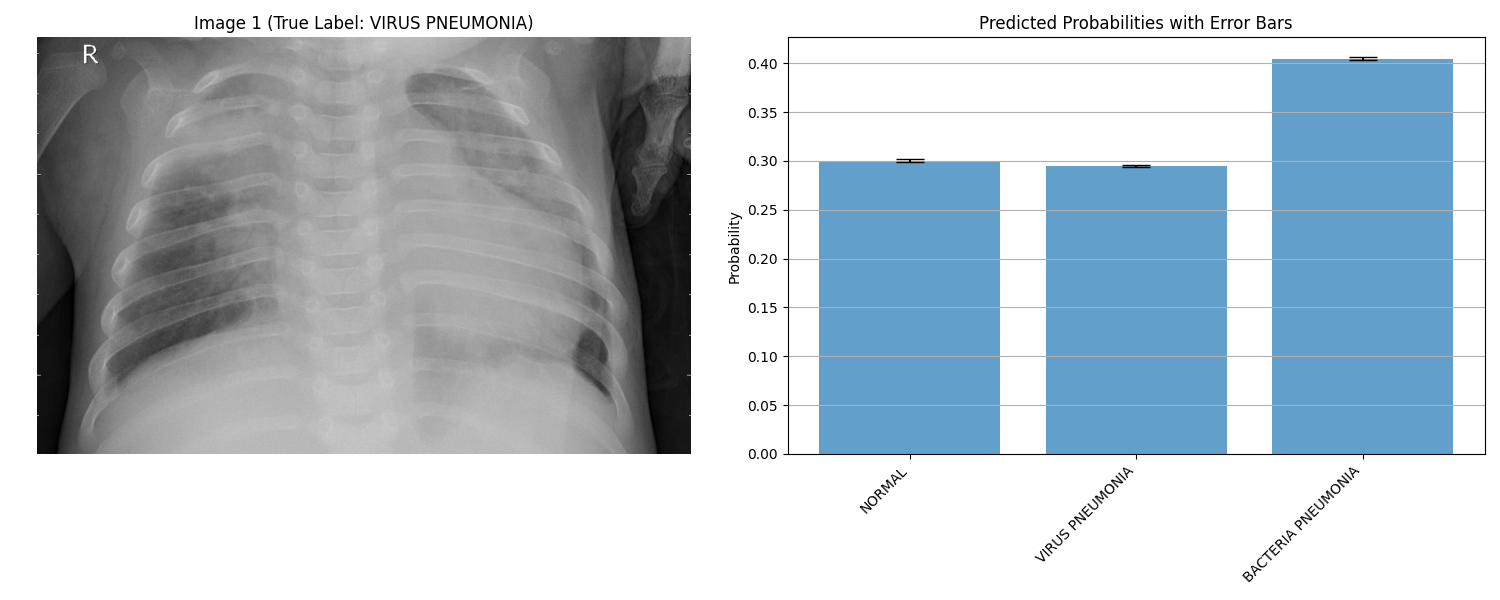 Image 1 (True Label: VIRUS PNEUMONIA)
R
Predicted Probabilities with Error Bars
Probability
0.40
0.35
0.30
0.25
0.20
0.15
0.10
0.05
0.00
NORMAL
VIRUS PNEUMONIA
BACTERIA PNEUMONIA